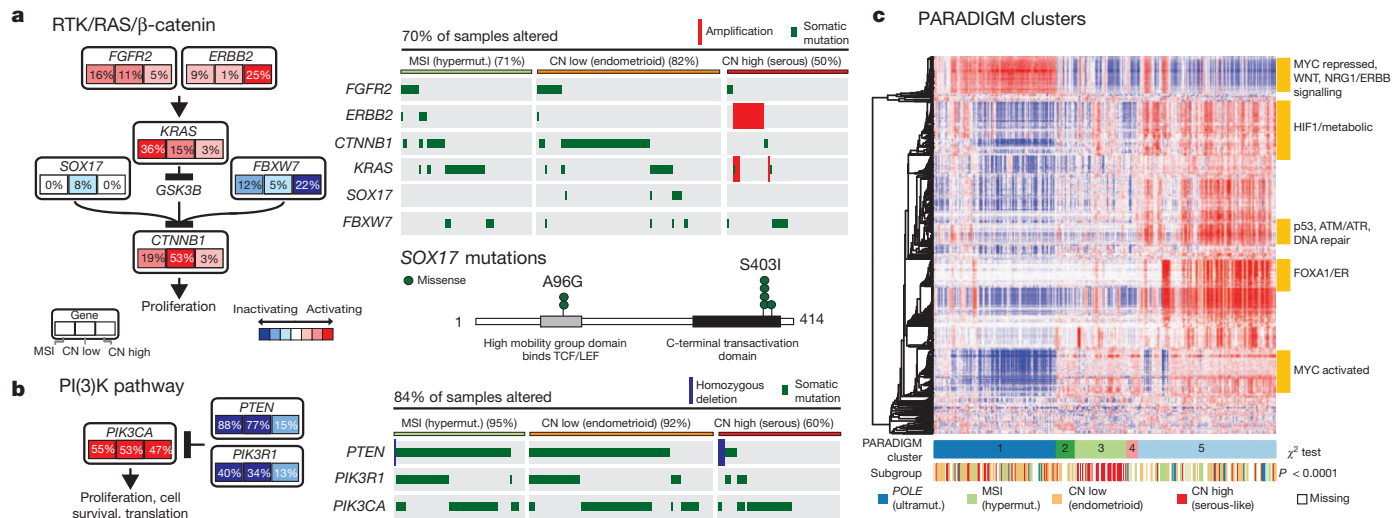 a
RTK/RAS/β-catenin
FGFR2
16% 11% 5%
ERBB2
9% 1% 25%
KRAS
36% 15% 3%
SOX17
0% 8% 0%
GSK3B
FBXW7
12% 5% 22%
CTNNB1
19% 53% 3%
Proliferation
Gene
MSI CN low CN high
Inactivating Activating
70% of samples altered
Amplification
Somatic
mutation
MSI (hypermut.) (71%) CN low (endometrioid) (82%) CN high (serous) (50%)
FGFR2
ERBB2
CTNNB1
KRAS
SOX17
FBXW7
SOX17 mutations
Missense
A96G
S403I
1
414
High mobility group domain
binds TCF/LEF
C-terminal transactivation
domain
b
PI(3)K pathway
PIK3CA
55% 53% 47%
PTEN
88% 77% 15%
PIK3R1
40% 34% 13%
Proliferation, cell
survival, translation
84% of samples altered
Homozygous
deletion
Somatic
mutation
MSI (hypermut.) (95%) CN low (endometrioid) (92%) CN high (serous) (60%)
PTEN
PIK3R1
PIK3CA
c
PARADIGM clusters
MYC repressed,
WNT, NRG1/ERBB
signalling
HIF1/metabolic
p53, ATM/ATR,
DNA repair
FOXA1/ER
MYC activated
PARADIGM
cluster
1 2 3 4 5
χ² test
Subgroup
P < 0.0001
POLE
(ultramut.)
MSI
(hypermut.)
CN low
(endometrioid)
CN high
(serous-like)
Missing